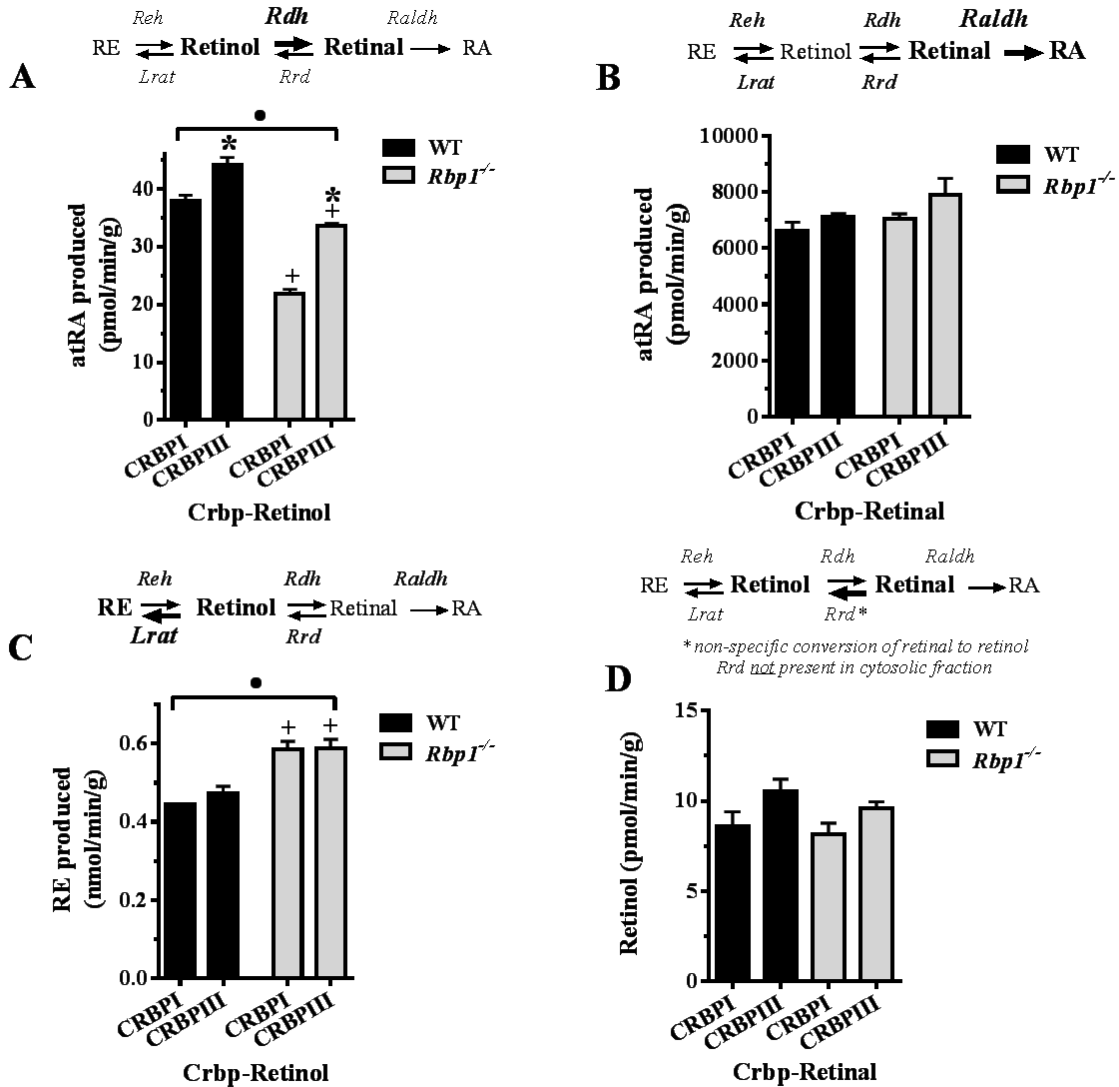 Reh Rdh Raldh
RE Retinol Retinal RA
Lrat Rrd
A
40
30
20
10
0
atRA produced
(pmol/min/g)
●
* * + +
WT
Rbp1-/-
CRBPI CRBPIII CRBPI CRBPIII
Crbp-Retinol
Reh Rdh Raldh
RE Retinol Retinal RA
Lrat Rrd
B
10000
8000
6000
4000
2000
0
atRA produced
(pmol/min/g)
WT
Rbp1-/-
CRBPI CRBPIII CRBPI CRBPIII
Crbp-Retinal
Reh Rdh Raldh
RE Retinol Retinal RA
Lrat Rrd
C
0.6
0.4
0.2
0.0
RE produced
(nmol/min/g)
●
+ +
WT
Rbp1-/-
CRBPI CRBPIII CRBPI CRBPIII
Crbp-Retinol
Reh Rdh Raldh
RE Retinol Retinal RA
Lrat Rrd*
* non-specific conversion of retinal to retinol
Rrd not present in cytosolic fraction
D
15
10
5
0
Retinol (pmol/min/g)
WT
Rbp1-/-
CRBPI CRBPIII CRBPI CRBPIII
Crbp-Retinal